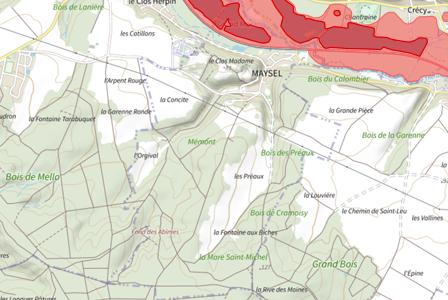 Bois de Lanière
le Clos Herpin
Chantraine
Crécy
les Cotillons
le Clos Madame
MAYSEL
l'Arpent Rouge
Bois du Colombier
la Concite
la Garenne Ronde
la Grande Pièce
la Fontaine Tarabuquet
Bois de la Garenne
Mémont
l'Orgival
Bois des Préaux
Bois de Mello
les Préaux
la Louvière
Bois de Cramoisy
le Chemin de Saint-Leu
les Vallines
Fond des Abîmes
la Fontaine aux Biches
la Mare Saint-Michel
127
Grand Bois
l'Épine
la Rive des Moines